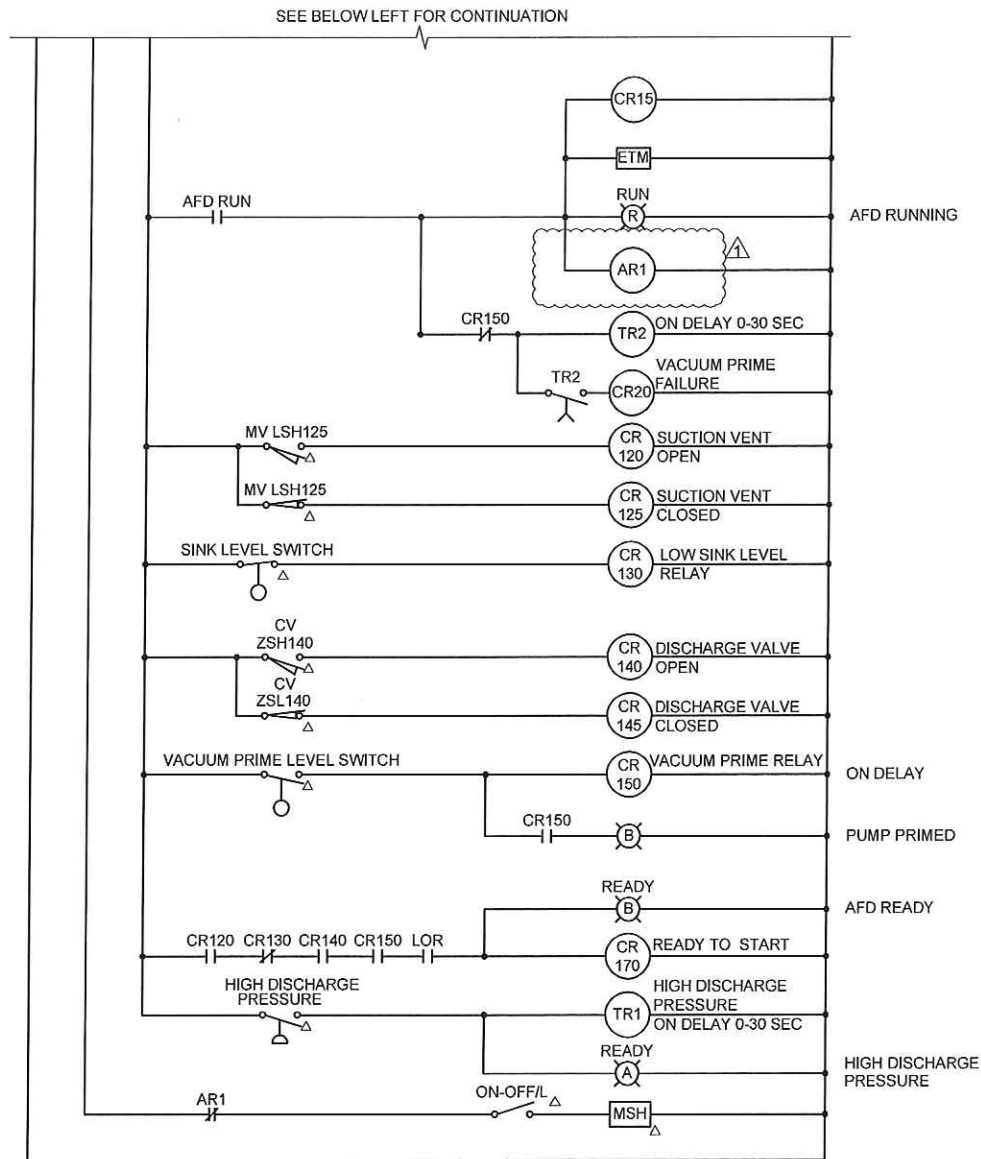 SEE BELOW LEFT FOR CONTINUATION
CR15
ETM
RUN
AFD RUN
R
AFD RUNNING
1
AR1
CR150
TR2
ON DELAY 0-30 SEC
TR2
CR20
VACUUM PRIME
FAILURE
MV LSH125
CR
120
SUCTION VENT
OPEN
MV LSH125
CR
125
SUCTION VENT
CLOSED
SINK LEVEL SWITCH
CR
130
LOW SINK LEVEL
RELAY
CV
ZSH140
CR
140
DISCHARGE VALVE
OPEN
CV
ZSL140
CR
145
DISCHARGE VALVE
CLOSED
VACUUM PRIME LEVEL SWITCH
CR
150
VACUUM PRIME RELAY
ON DELAY
CR150
B
PUMP PRIMED
READY
B
AFD READY
CR120 CR130 CR140 CR150 LOR
CR
170
READY TO START
HIGH DISCHARGE
PRESSURE
TR1
HIGH DISCHARGE
PRESSURE
ON DELAY 0-30 SEC
READY
A
HIGH DISCHARGE
PRESSURE
AR1
ON-OFF/L
MSH